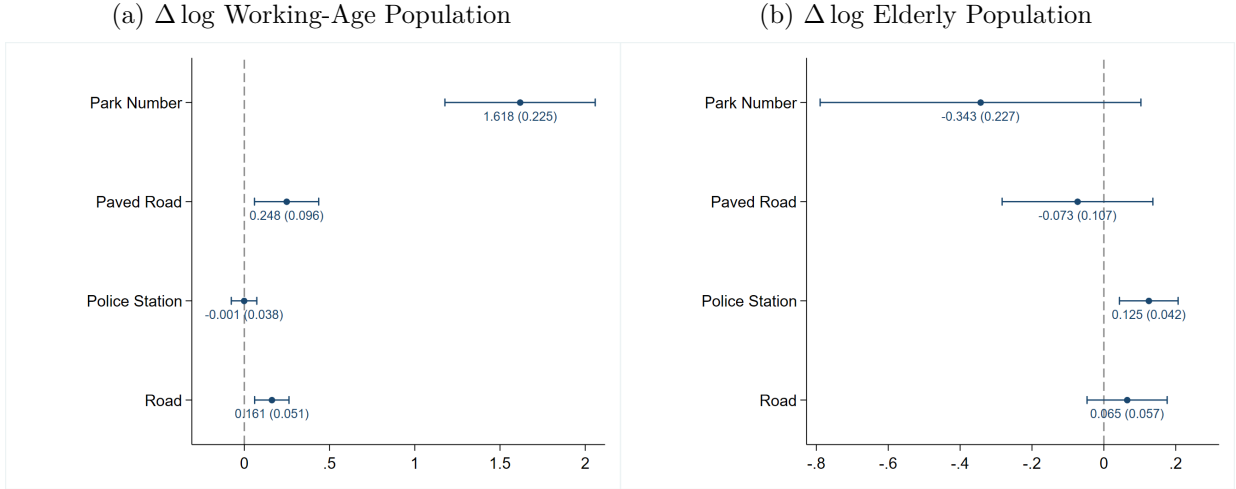 (a) Δ log Working-Age Population
Park Number
1.618 (0.225)
Paved Road
0.248 (0.096)
Police Station
-0.001 (0.038)
Road
0.161 (0.051)
0 .5 1 1.5 2
(b) Δ log Elderly Population
Park Number
-0.343 (0.227)
Paved Road
-0.073 (0.107)
Police Station
0.125 (0.042)
Road
0.065 (0.057)
-.8 -.6 -.4 -.2 0 .2